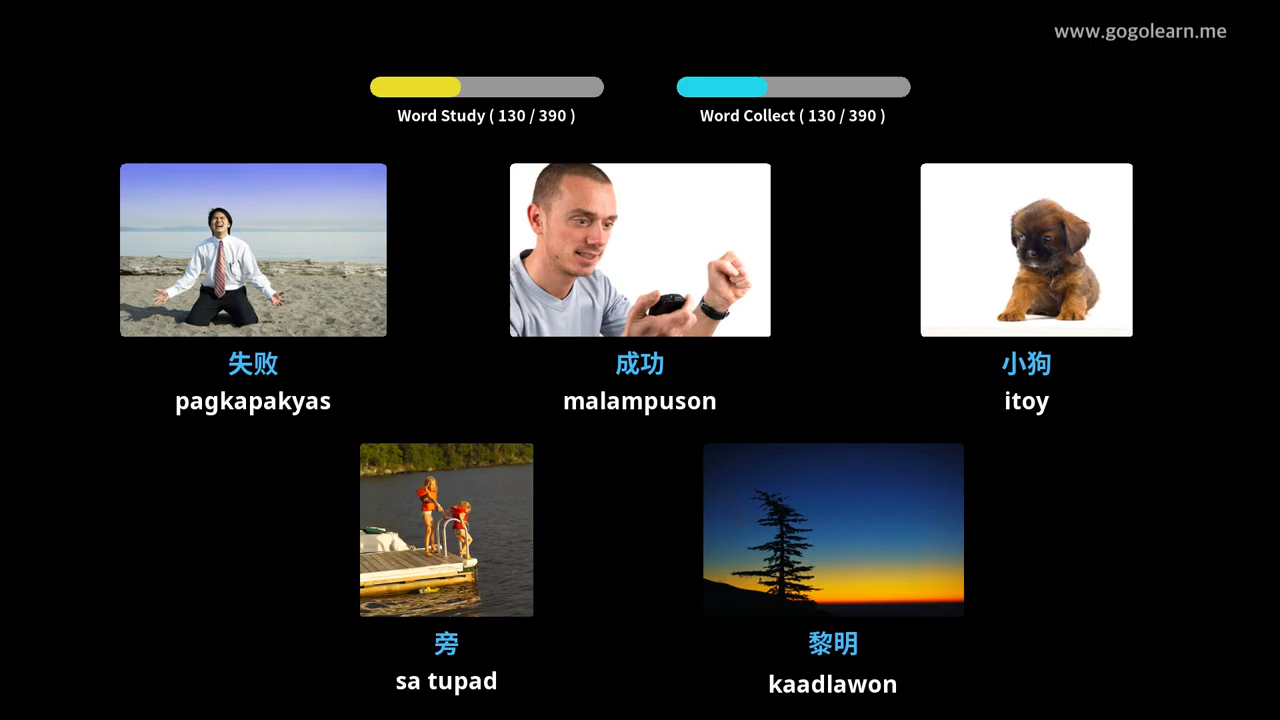 www.gogolearn.me
Word Study ( 130 / 390 )
Word Collect ( 130 / 390 )
失败
成功
小狗
pagkapakyas
malampuson
itoy
旁
黎明
sa tupad
kaadlawon